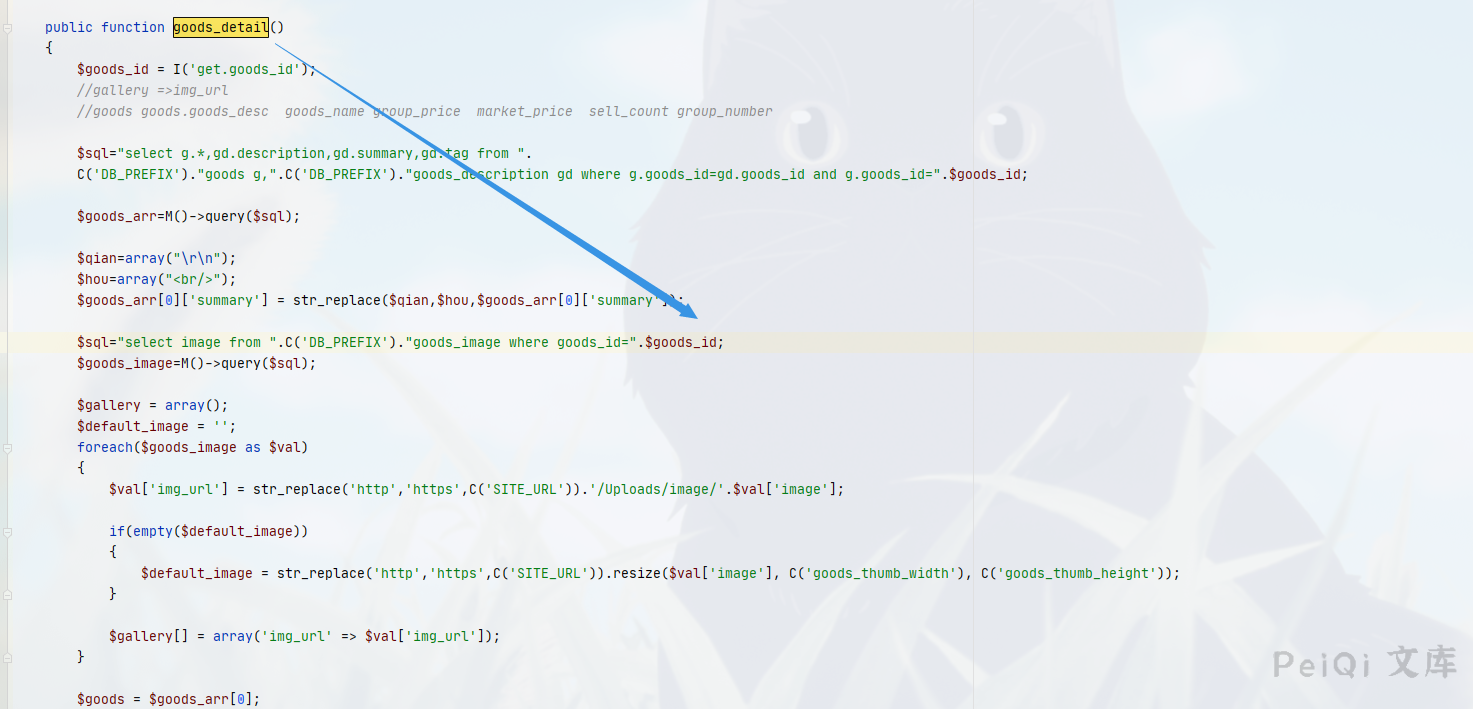 public function goods_detail()
{
$goods_id = I('get.goods_id');
//gallery =>img_url
//goods goods.goods_desc  goods_name group_price  market_price  sell_count group_number
$sql="select g.*,gd.description,gd.summary,gd.tag from ".
C('DB_PREFIX')."goods g,".C('DB_PREFIX')."goods_description gd where g.goods_id=gd.goods_id and g.goods_id=".$goods_id;
$goods_arr=M()->query($sql);
$qian=array("\r\n");
$hou=array("<br/>");
$goods_arr[0]['summary'] = str_replace($qian,$hou,$goods_arr[0]['summary']);
$sql="select image from ".C('DB_PREFIX')."goods_image where goods_id=".$goods_id;
$goods_image=M()->query($sql);
$gallery = array();
$default_image = '';
foreach($goods_image as $val)
{
$val['img_url'] = str_replace('http','https',C('SITE_URL')).'/Uploads/image/'.$val['image'];
if(empty($default_image))
{
$default_image = str_replace('http','https',C('SITE_URL')).resize($val['image'], C('goods_thumb_width'), C('goods_thumb_height'));
}
$gallery[] = array('img_url' => $val['img_url']);
}
$goods = $goods_arr[0];
PeiQi 文库